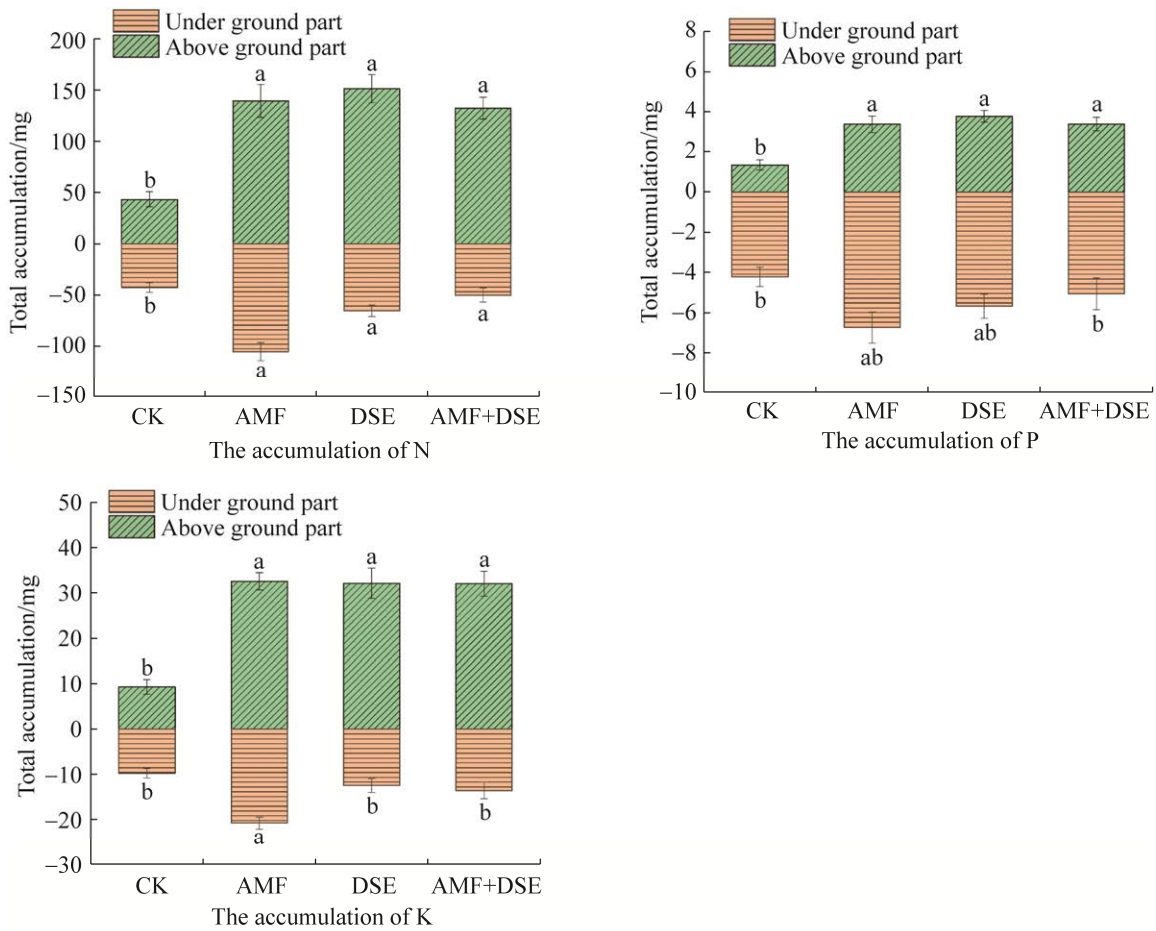 Under ground part
Above ground part
200
150
100
50
0
−50
−100
−150
Total accumulation/mg
b
a
a
a
b
a
a
a
CK
AMF
DSE
AMF+DSE
The accumulation of N
Under ground part
Above ground part
8
6
4
2
0
−2
−4
−6
−8
−10
Total accumulation/mg
b
a
a
a
b
ab
ab
b
CK
AMF
DSE
AMF+DSE
The accumulation of P
Under ground part
Above ground part
50
40
30
20
10
0
−10
−20
−30
Total accumulation/mg
b
a
a
a
b
a
b
b
CK
AMF
DSE
AMF+DSE
The accumulation of K